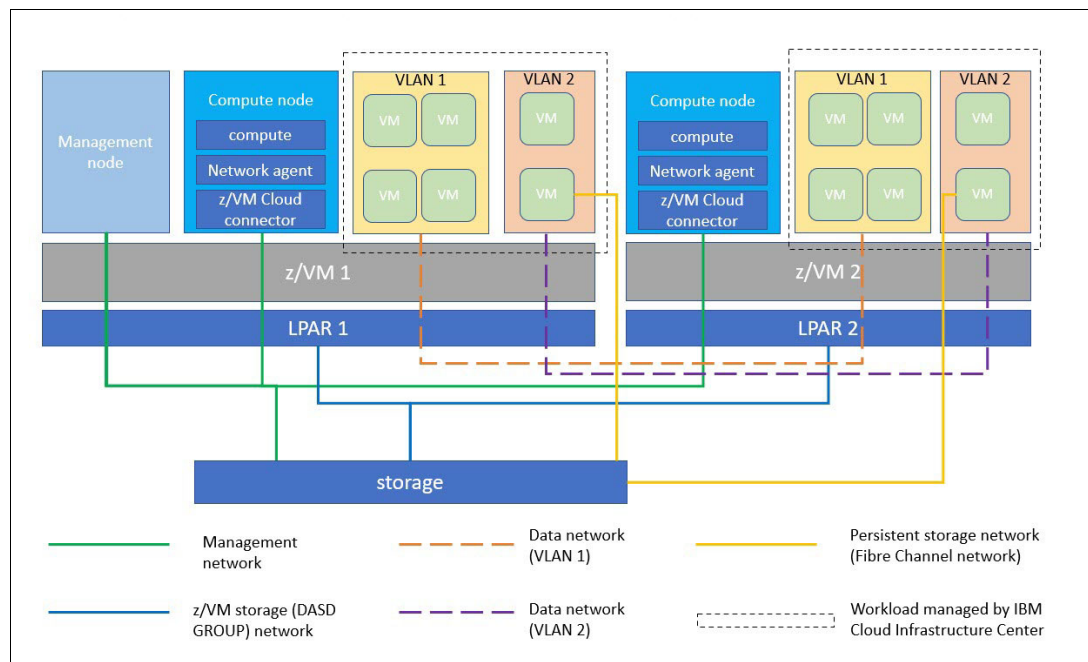 Management
node
Compute node
compute
Network agent
z/VM Cloud
connector
VLAN 1
VM
VM
VM
VM
VLAN 2
VM
VM
Compute node
compute
Network agent
z/VM Cloud
connector
VLAN 1
VM
VM
VM
VM
VLAN 2
VM
VM
z/VM 1
z/VM 2
LPAR 1
LPAR 2
storage
Management
network
Data network
(VLAN 1)
Persistent storage network
(Fibre Channel network)
z/VM storage (DASD
GROUP) network
Data network
(VLAN 2)
Workload managed by IBM
Cloud Infrastructure Center